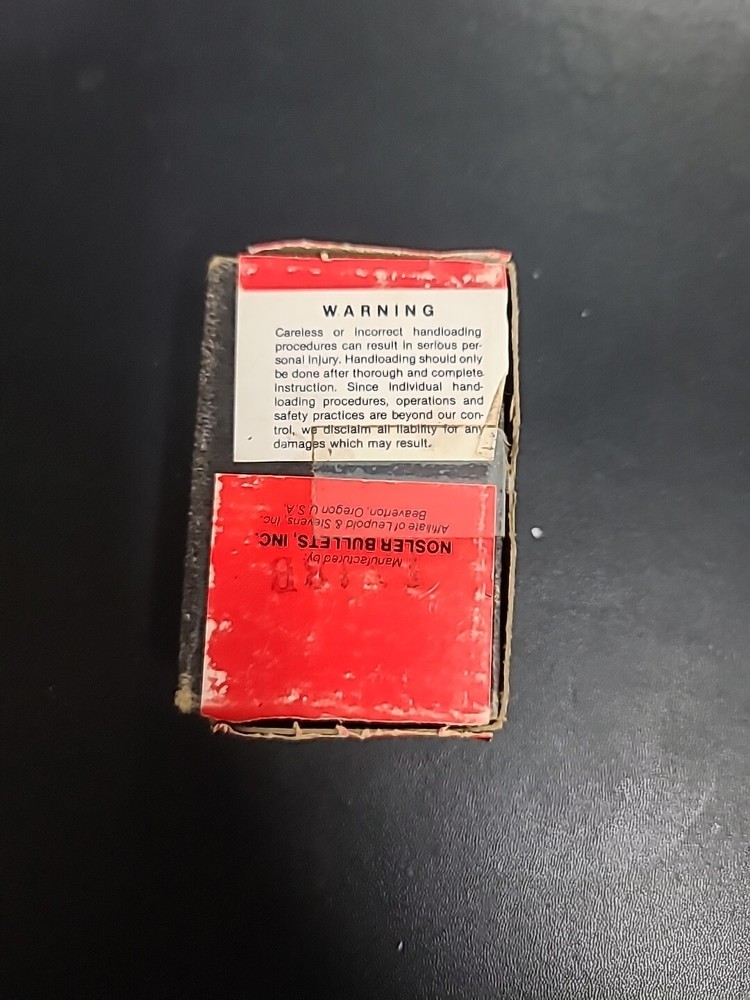 WARNING
Careless or incorrect handloading
procedures can result in serious per-
sonal injury. Handloading should only
be done after thorough and complete
instruction. Since individual hand-
loading procedures, operations and
safety practices are beyond our con-
trol, we disclaim all liability for any
damages which may result.
Manufactured by:
NOSLER BULLETS, INC.
Affiliate of Leupold & Stevens, Inc.
Beaverton, Oregon U.S.A.